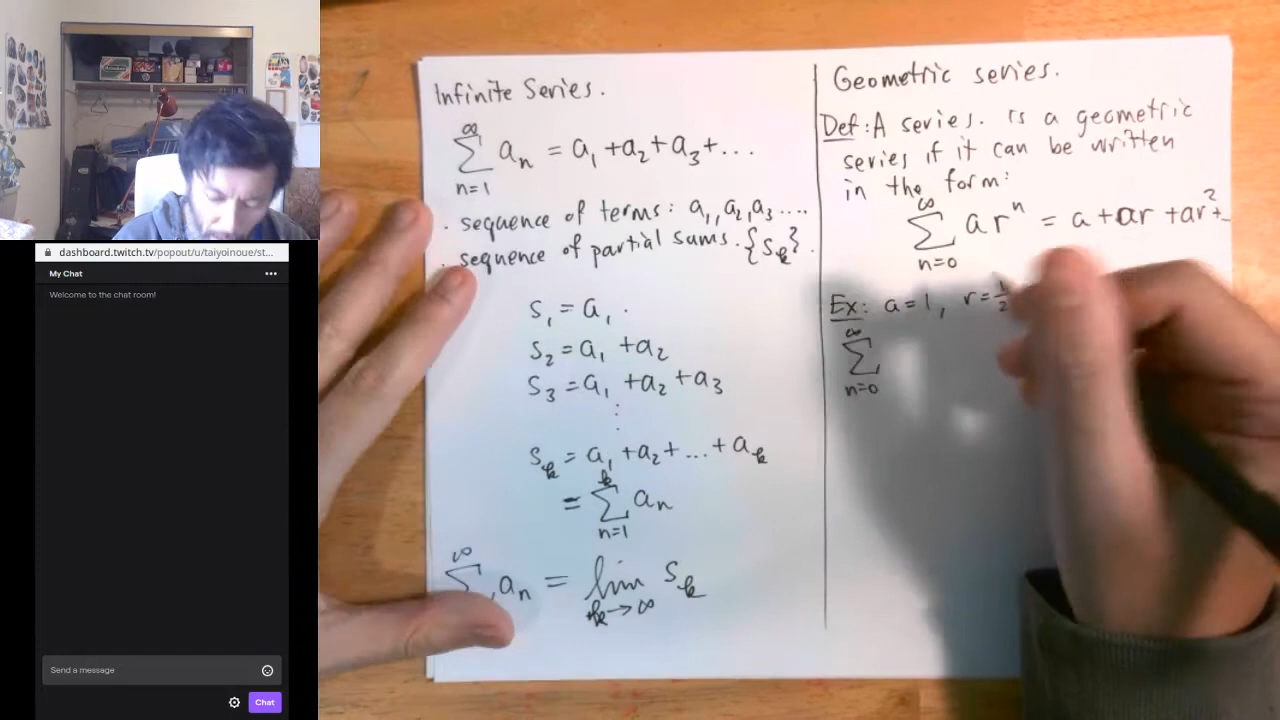 dashboard.twitch.tv/popout/u/taiyoinoue/st...
My Chat
Welcome to the chat room!
Send a message
Chat
Infinite Series.
∞
∑ aₙ = a₁ + a₂ + a₃ + ...
n=1
· sequence of terms: a₁, a₂, a₃ ....
· sequence of partial sums. {sₖ}.
s₁ = a₁.
s₂ = a₁ + a₂
s₃ = a₁ + a₂ + a₃
⋮
sₖ = a₁ + a₂ + ... + aₖ
k
= ∑ aₙ
n=1
∞
∑ aₙ = lim sₖ
k→∞
Geometric series.
Def: A series. is a geometric
series if it can be written
in the form:
∞
∑ arⁿ = a + ar + ar² + ...
n=0
Ex: a=1, r=1/2
∞
∑
n=0